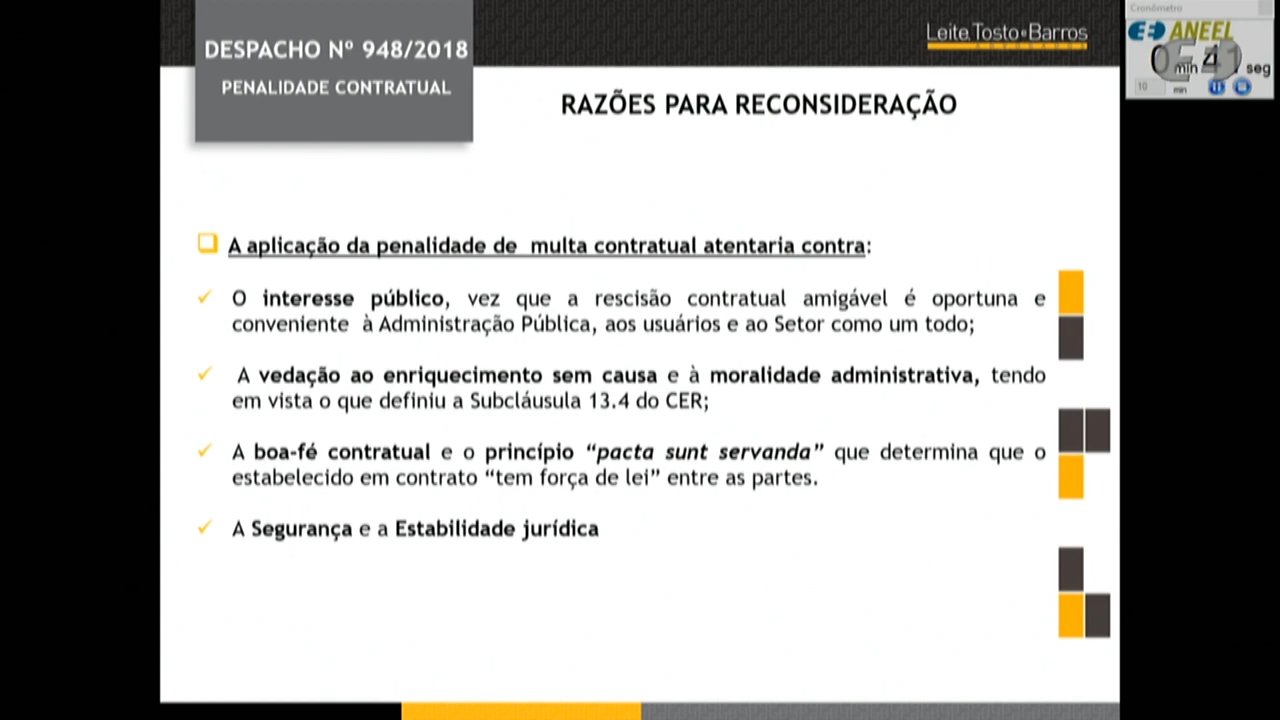 DESPACHO Nº 948/2018
PENALIDADE CONTRATUAL
Leite,Tosto e Barros
ADVOGADOS
Cronômetro
ANEEL
min
seg
10
min
RAZÕES PARA RECONSIDERAÇÃO
A aplicação da penalidade de multa contratual atentaria contra:
O interesse público, vez que a rescisão contratual amigável é oportuna e
conveniente à Administração Pública, aos usuários e ao Setor como um todo;
A vedação ao enriquecimento sem causa e à moralidade administrativa, tendo
em vista o que definiu a Subcláusula 13.4 do CER;
A boa-fé contratual e o princípio “pacta sunt servanda” que determina que o
estabelecido em contrato “tem força de lei” entre as partes.
A Segurança e a Estabilidade jurídica